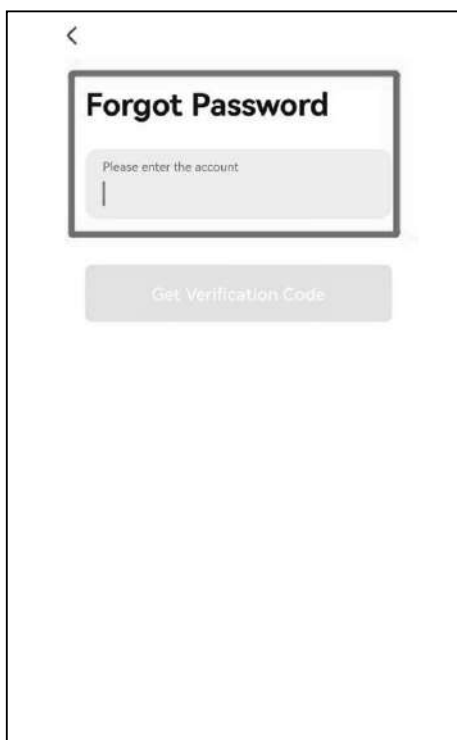 Forgot Password
Please enter the account
Get Verification Code